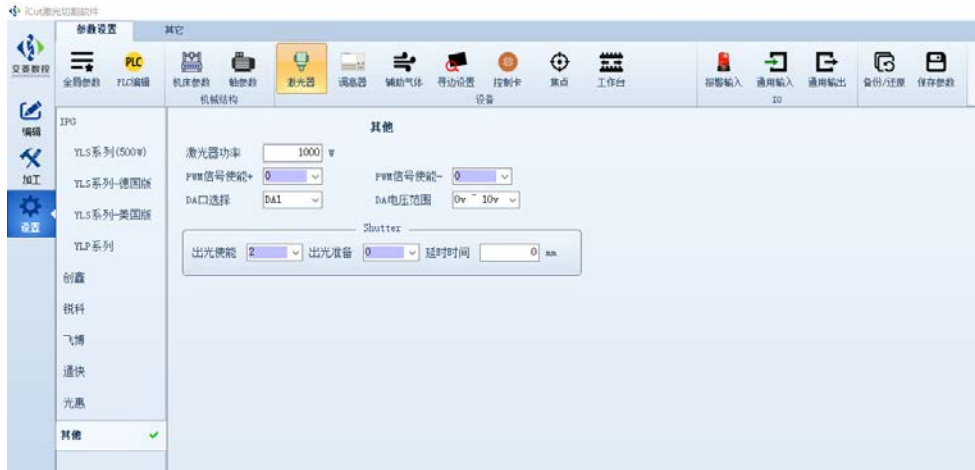 iCut激光切割软件
交菱数控
参数设置 其它
全局参数 PLC编辑 机床参数 轴参数 激光器 调高器 辅助气体 寻边设置 控制卡 焦点 工作台 报警输入 通用输入 通用输出 备份/还原 保存参数
PLC
机械结构 设备 IO
编辑
加工
设置
IPG
YLS系列(500W)
YLS系列-德国版
YLS系列-美国版
YLP系列
创鑫
锐科
飞博
通快
光惠
其他
其他
激光器功率 1000 W
PWM信号使能+ 0 PWM信号使能- 0
DA口选择 DA1 DA电压范围 0v ~ 10v
Shutter
出光使能 2 出光准备 0 延时时间 0 mm